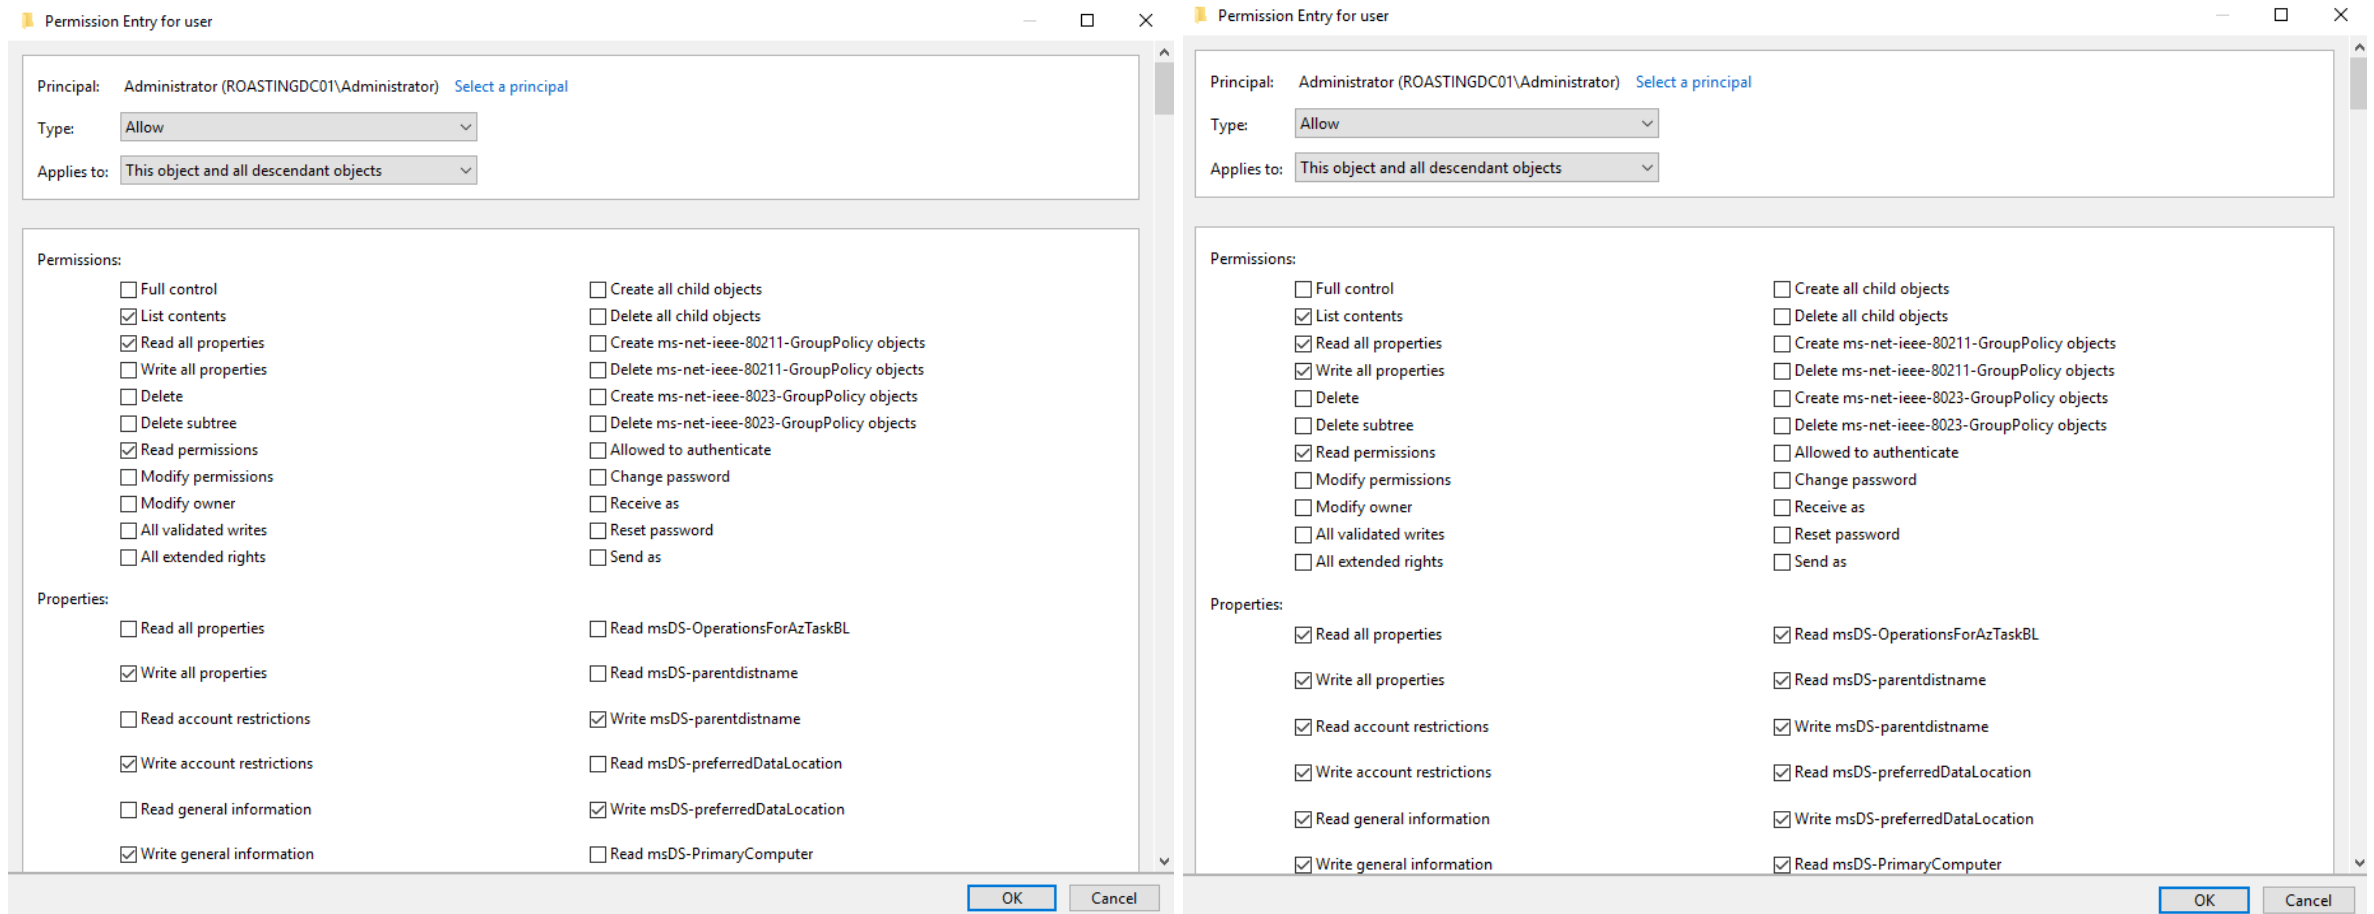 Permission Entry for user
Principal: Administrator (ROASTINGDC01\Administrator) Select a principal
Type: Allow
Applies to: This object and all descendant objects
Permissions:
Full control Create all child objects
List contents Delete all child objects
Read all properties Create ms-net-ieee-80211-GroupPolicy objects
Write all properties Delete ms-net-ieee-80211-GroupPolicy objects
Delete Create ms-net-ieee-8023-GroupPolicy objects
Delete subtree Delete ms-net-ieee-8023-GroupPolicy objects
Read permissions Allowed to authenticate
Modify permissions Change password
Modify owner Receive as
All validated writes Reset password
All extended rights Send as
Properties:
Read all properties Read msDS-OperationsForAzTaskBL
Write all properties Read msDS-parentdistname
Read account restrictions Write msDS-parentdistname
Write account restrictions Read msDS-preferredDataLocation
Read general information Write msDS-preferredDataLocation
Write general information Read msDS-PrimaryComputer
OK Cancel
Permission Entry for user
Principal: Administrator (ROASTINGDC01\Administrator) Select a principal
Type: Allow
Applies to: This object and all descendant objects
Permissions:
Full control Create all child objects
List contents Delete all child objects
Read all properties Create ms-net-ieee-80211-GroupPolicy objects
Write all properties Delete ms-net-ieee-80211-GroupPolicy objects
Delete Create ms-net-ieee-8023-GroupPolicy objects
Delete subtree Delete ms-net-ieee-8023-GroupPolicy objects
Read permissions Allowed to authenticate
Modify permissions Change password
Modify owner Receive as
All validated writes Reset password
All extended rights Send as
Properties:
Read all properties Read msDS-OperationsForAzTaskBL
Write all properties Read msDS-parentdistname
Read account restrictions Write msDS-parentdistname
Write account restrictions Read msDS-preferredDataLocation
Read general information Write msDS-preferredDataLocation
Write general information Read msDS-PrimaryComputer
OK Cancel